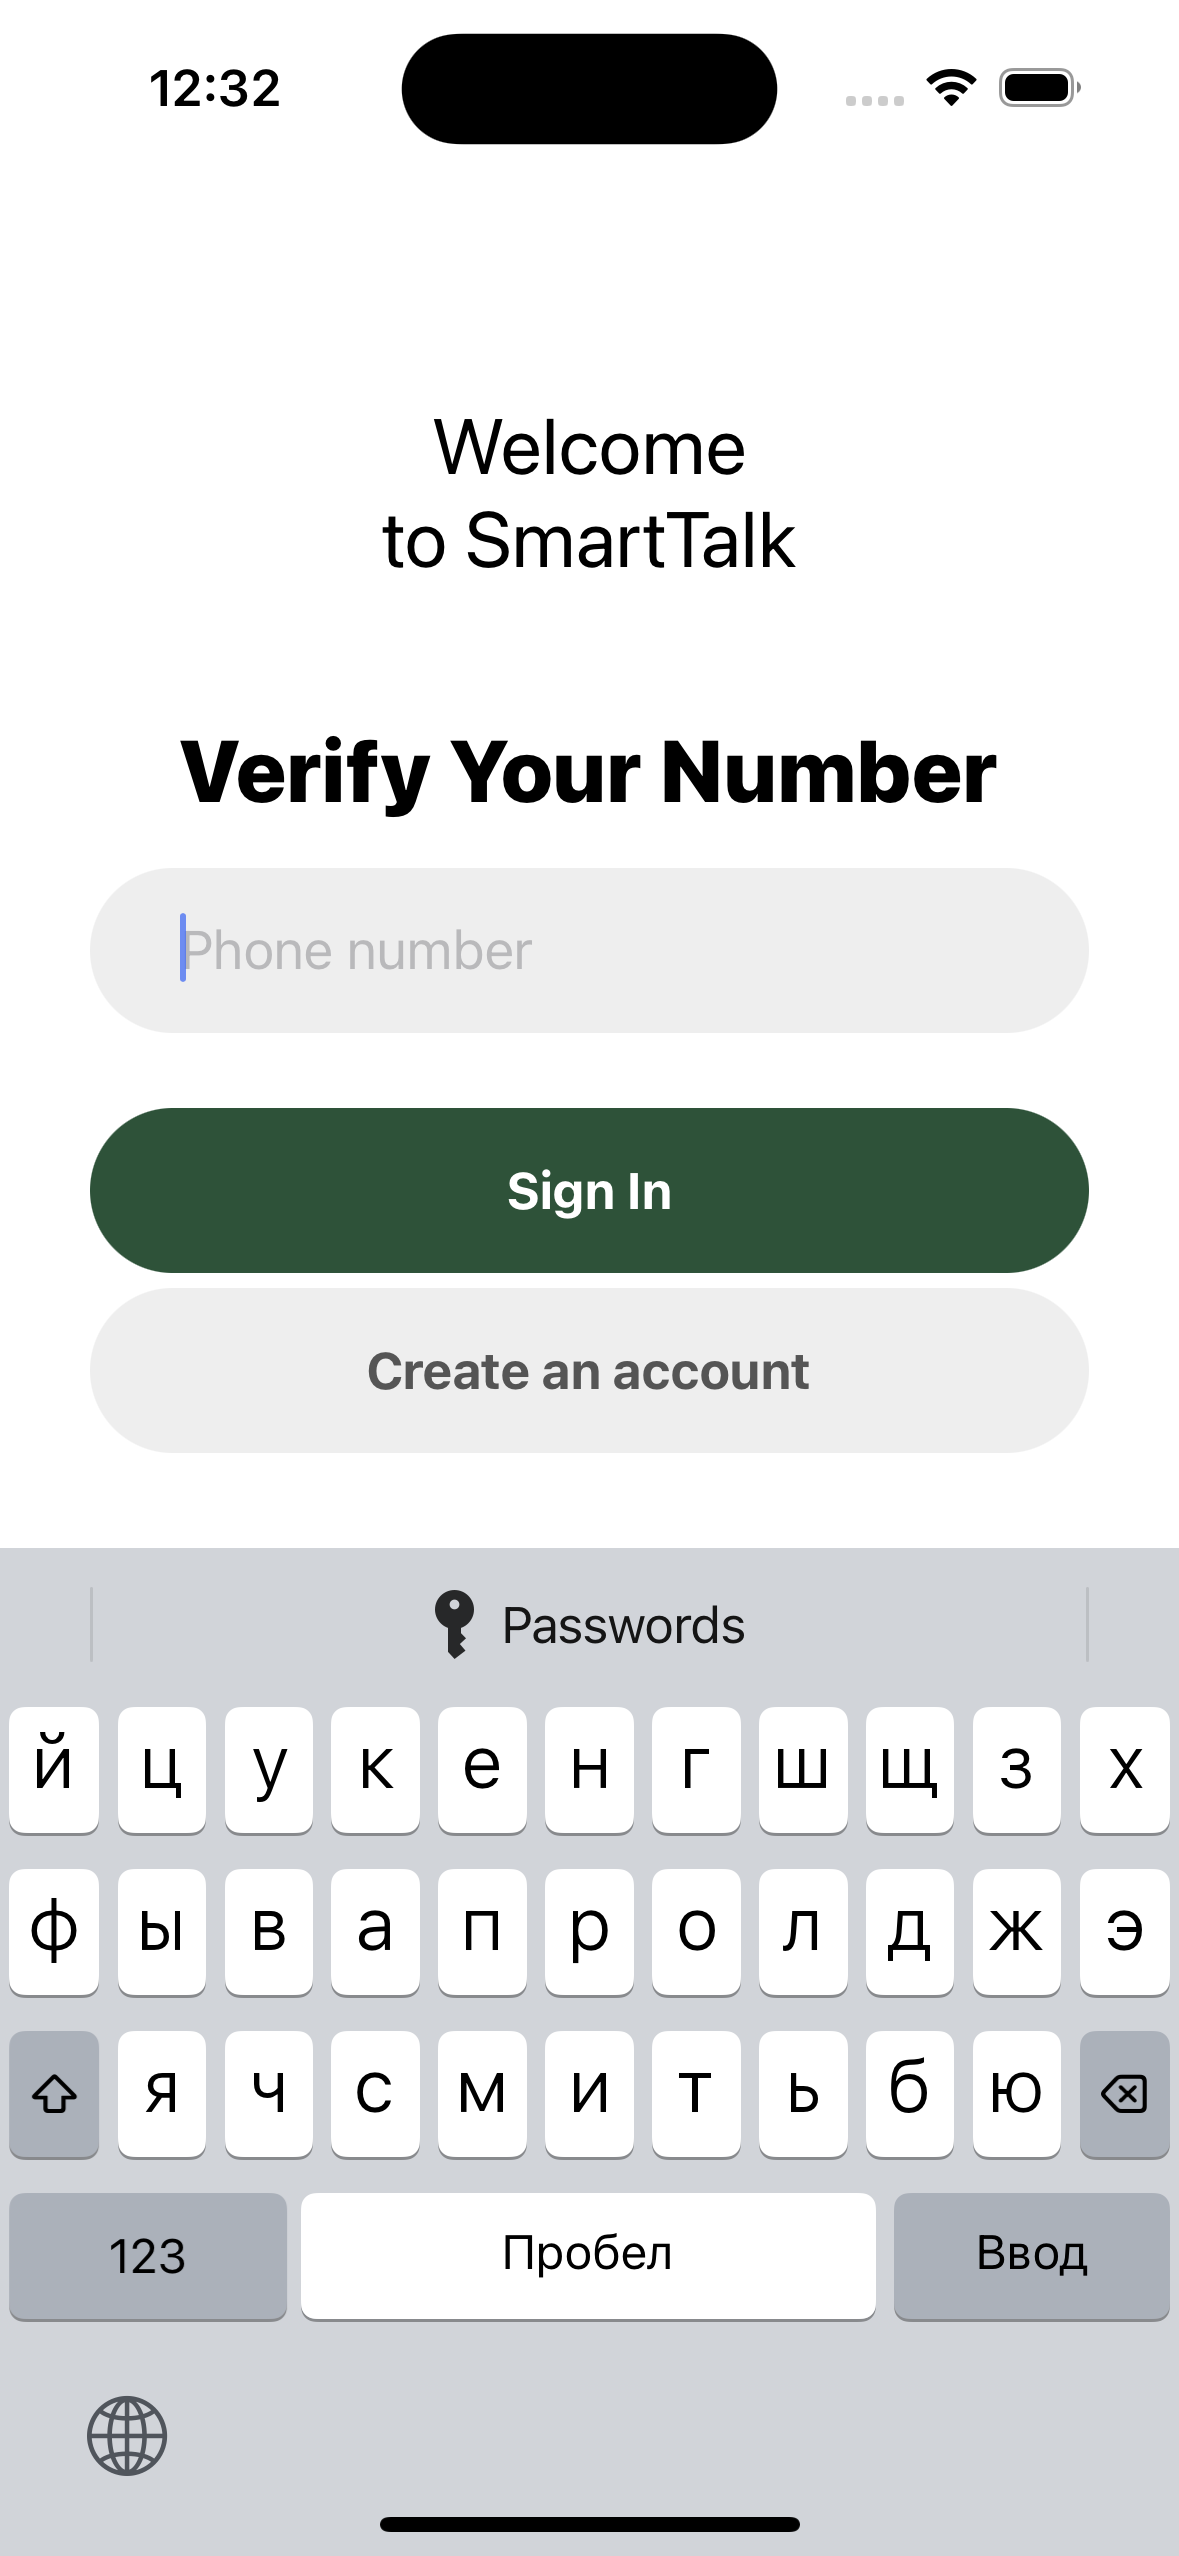 12:32
Welcome
to SmartTalk
Verify Your Number
Phone number
Sign In
Create an account
Passwords
й ц у к е н г ш щ з х
ф ы в а п р о л д ж э
я ч с м и т ь б ю
123 Пробел Ввод